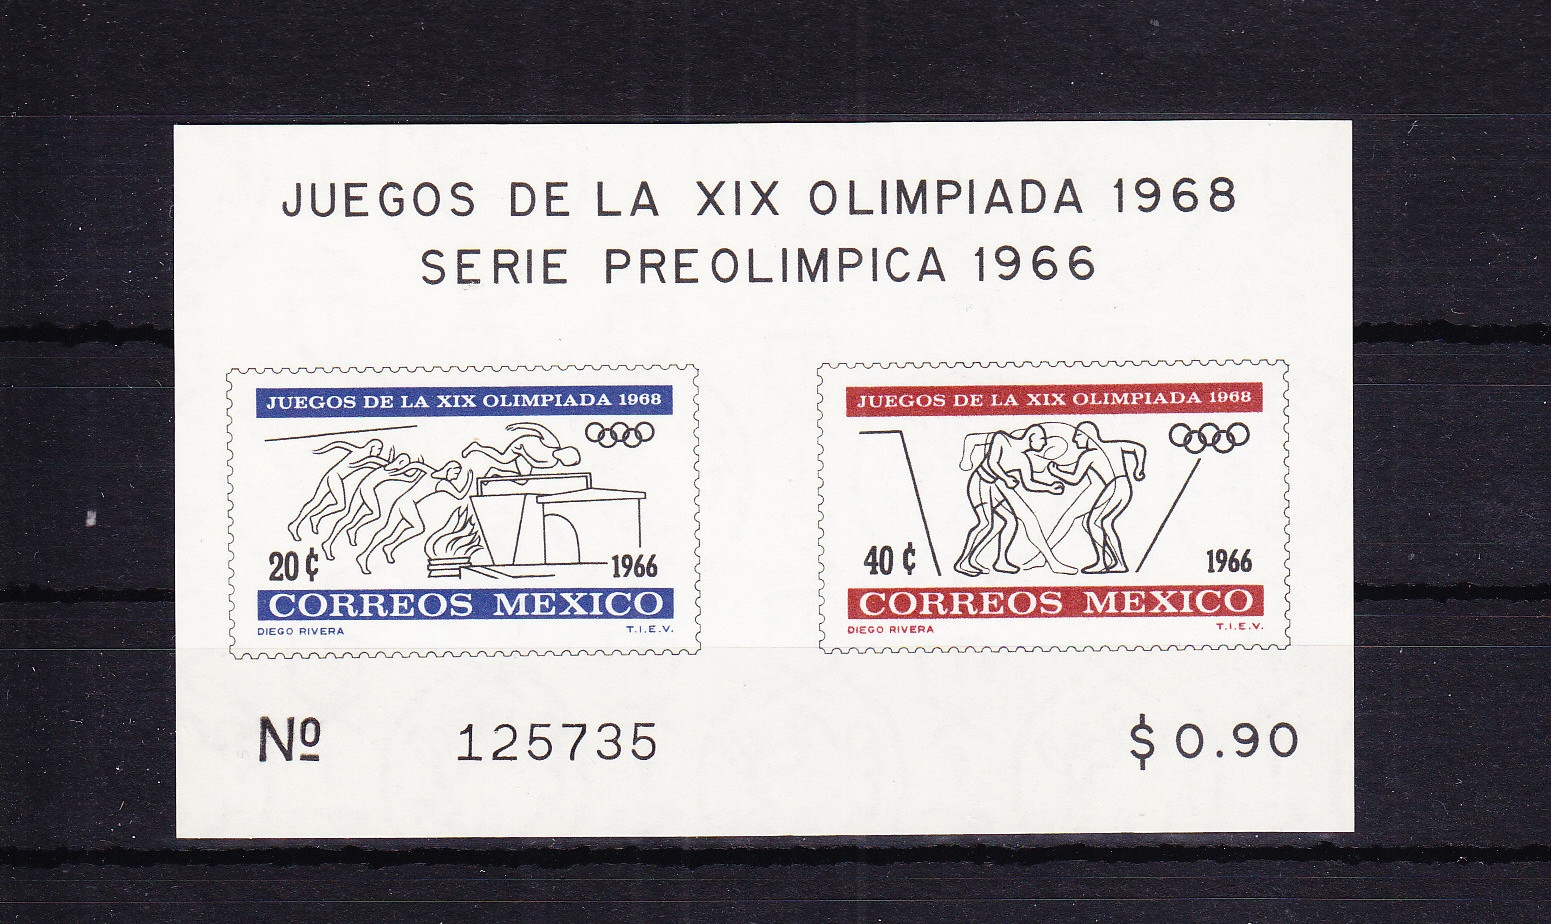 JUEGOS DE LA XIX OLIMPIADA 1968
SERIE PREOLIMPICA 1966
JUEGOS DE LA XIX OLIMPIADA 1968
20 ¢
1966
CORREOS MEXICO
DIEGO RIVERA
T.I.E.V.
JUEGOS DE LA XIX OLIMPIADA 1968
40 ¢
1966
CORREOS MEXICO
DIEGO RIVERA
T.I.E.V.
Nº 125735
$ 0.90